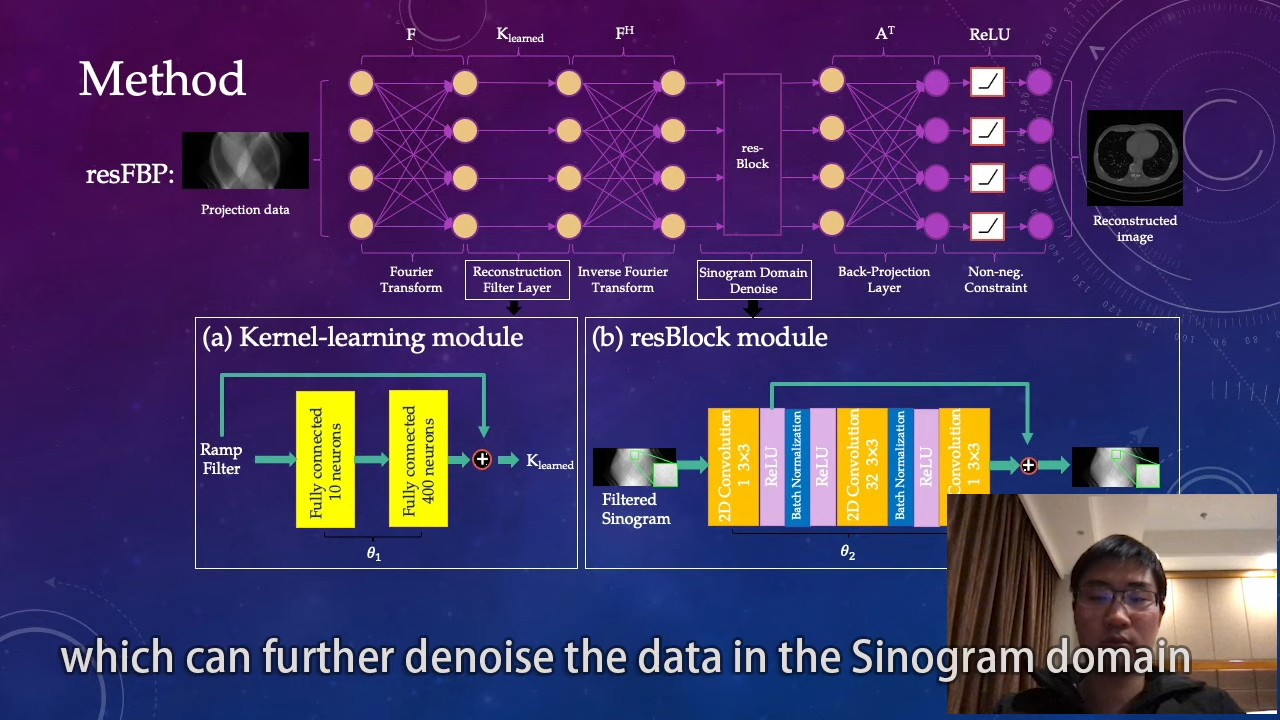 F
K_learned
F^H
A^T
ReLU
Method
resFBP:
Projection data
res-
Block
Reconstructed
image
Fourier
Transform
Reconstruction
Filter Layer
Inverse Fourier
Transform
Sinogram Domain
Denoise
Back-Projection
Layer
Non-neg.
Constraint
(a) Kernel-learning module
Ramp
Filter
Fully connected
10 neurons
Fully connected
400 neurons
K_learned
θ₁
(b) resBlock module
Filtered
Sinogram
2D Convolution
1 3×3
ReLU
Batch Normalization
ReLU
2D Convolution
32 3×3
Batch Normalization
ReLU
Convolution
1 3×3
θ₂
which can further denoise the data in the Sinogram domain